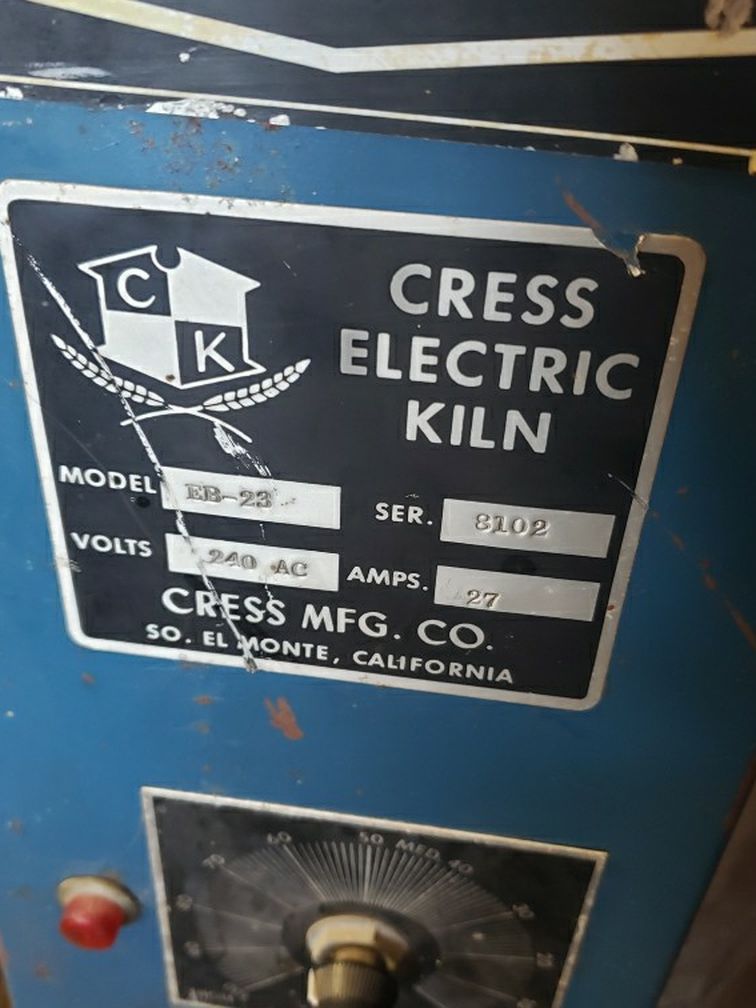 C
K
CRESS
ELECTRIC
KILN
MODEL EB-23
SER. 8102
VOLTS 240 AC
AMPS. 27
CRESS MFG. CO.
SO. EL MONTE, CALIFORNIA
60 50 MED 40